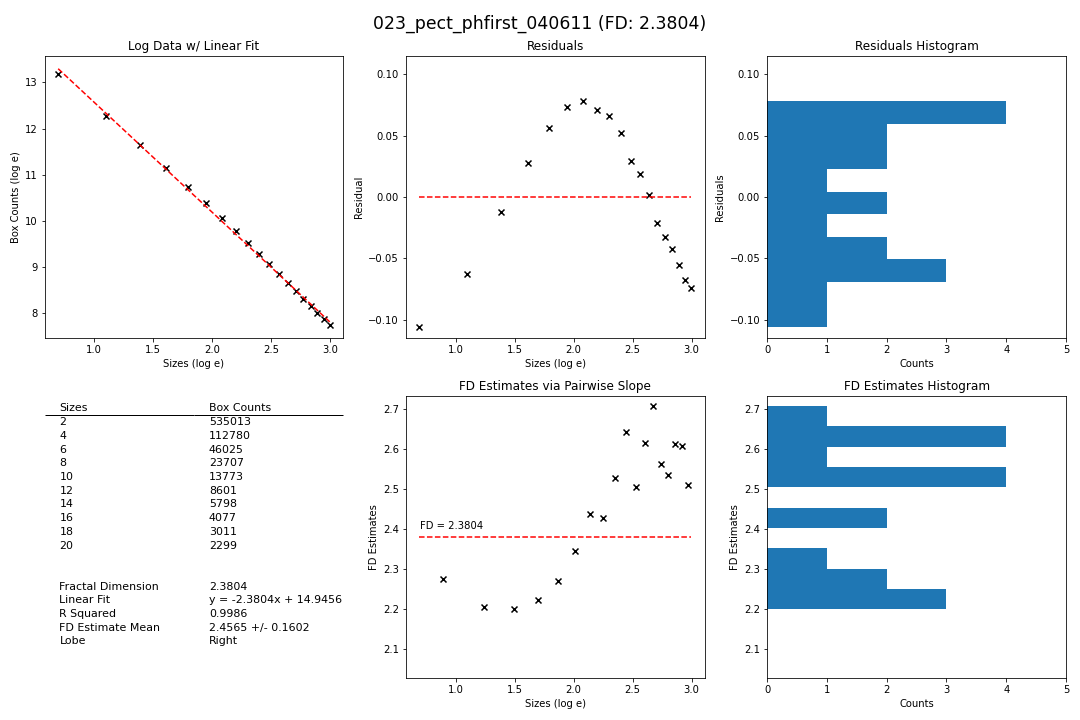 023_pect_phfirst_040611 (FD: 2.3804)
Log Data w/ Linear Fit
Box Counts (log e)
13
12
11
10
9
8
1.0 1.5 2.0 2.5 3.0
Sizes (log e)
Residuals
Residual
0.10
0.05
0.00
−0.05
−0.10
1.0 1.5 2.0 2.5 3.0
Sizes (log e)
Residuals Histogram
Residuals
0.10
0.05
0.00
−0.05
−0.10
0 1 2 3 4 5
Counts
Sizes Box Counts
2 535013
4 112780
6 46025
8 23707
10 13773
12 8601
14 5798
16 4077
18 3011
20 2299
Fractal Dimension 2.3804
Linear Fit y = -2.3804x + 14.9456
R Squared 0.9986
FD Estimate Mean 2.4565 +/- 0.1602
Lobe Right
FD Estimates via Pairwise Slope
FD Estimates
2.7
2.6
2.5
2.4
2.3
2.2
2.1
FD = 2.3804
1.0 1.5 2.0 2.5 3.0
Sizes (log e)
FD Estimates Histogram
FD Estimates
2.7
2.6
2.5
2.4
2.3
2.2
2.1
0 1 2 3 4 5
Counts